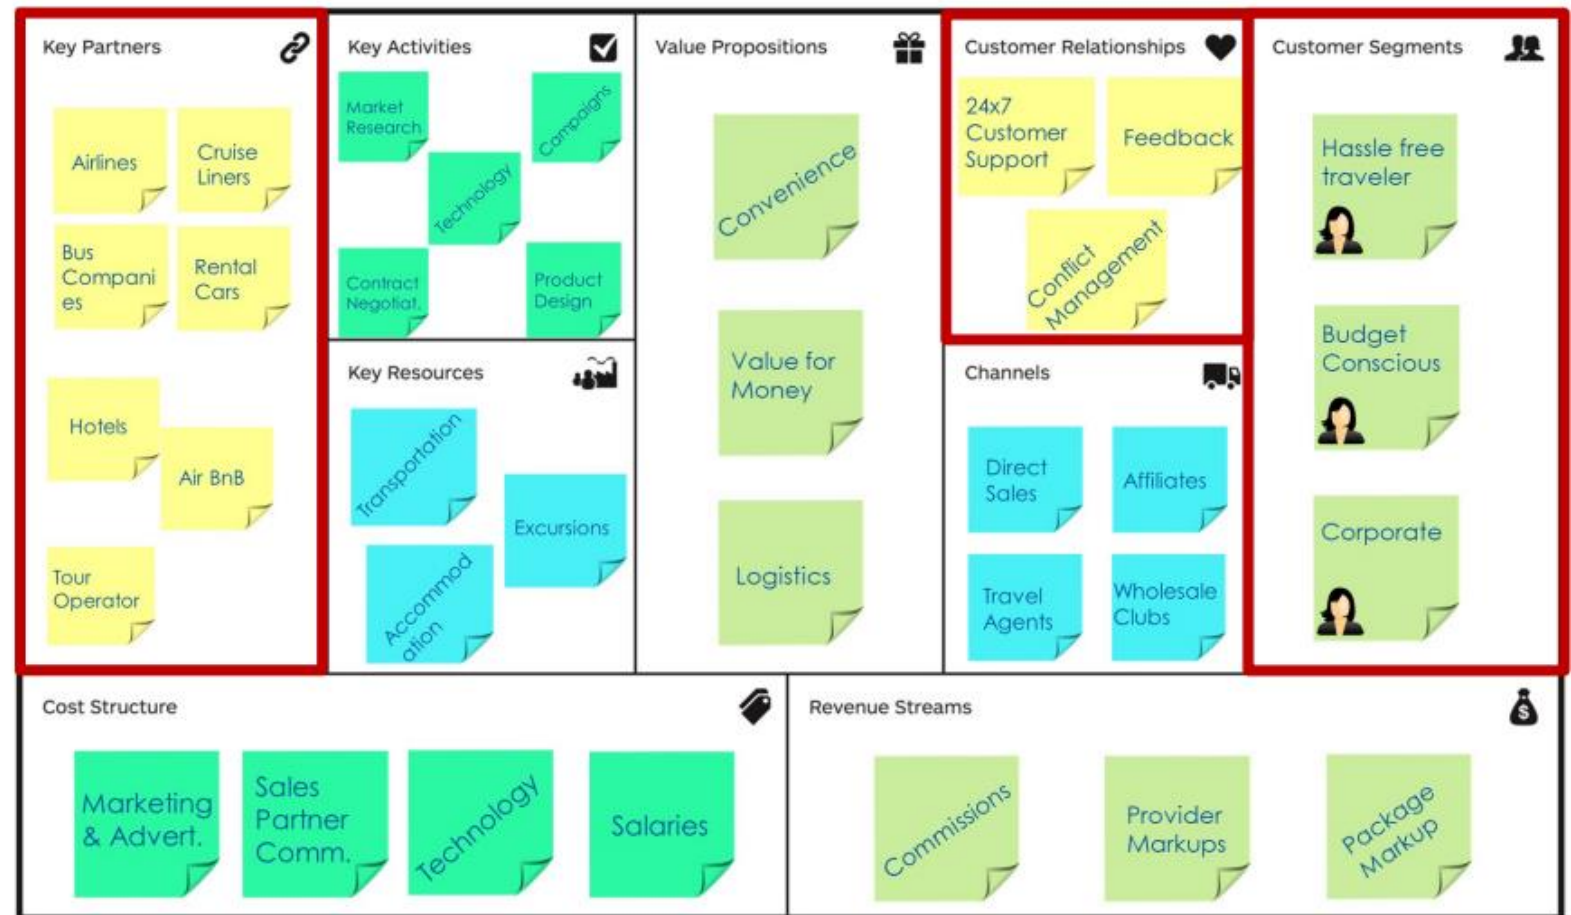 Key Partners
Airlines
Cruise
Liners
Bus
Compani
es
Rental
Cars
Hotels
Air BnB
Tour
Operator
Key Activities
Market
Research
Campaigns
Technology
Contract
Negotiat.
Product
Design
Key Resources
Transportation
Excursions
Accommod
ation
Value Propositions
Convenience
Value for
Money
Logistics
Customer Relationships
24x7
Customer
Support
Feedback
Conflict
Management
Channels
Direct
Sales
Affiliates
Travel
Agents
Wholesale
Clubs
Customer Segments
Hassle free
traveler
Budget
Conscious
Corporate
Cost Structure
Marketing
& Advert.
Sales
Partner
Comm.
Technology
Salaries
Revenue Streams
$
Commissions
Provider
Markups
Package
Markup